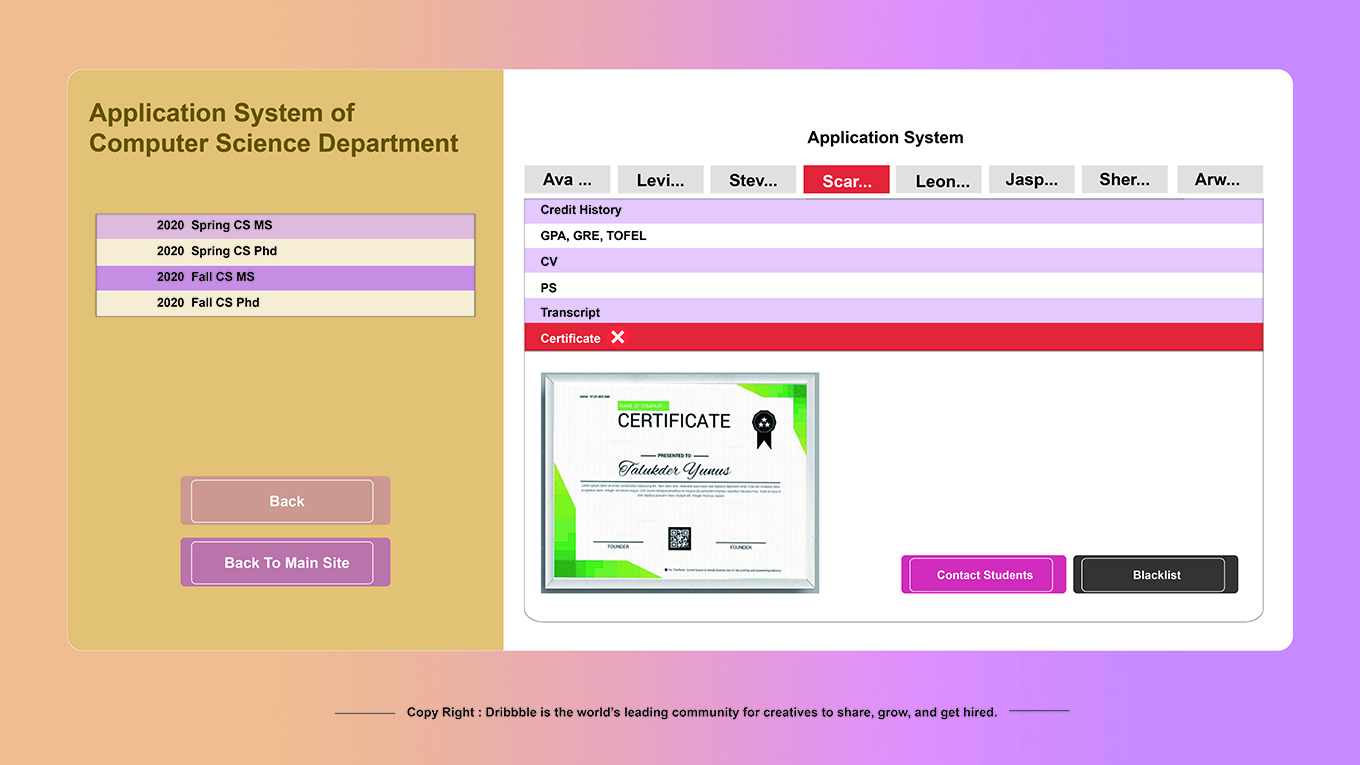 Application System of
Computer Science Department
2020 Spring CS MS
2020 Spring CS Phd
2020 Fall CS MS
2020 Fall CS Phd
Back
Back To Main Site
Application System
Ava ... Levi... Stev... Scar... Leon... Jasp... Sher... Arw...
Credit History
GPA, GRE, TOFEL
CV
PS
Transcript
Certificate
NAME OF COMPANY
CERTIFICATE
PRESENTED TO
Talukder Yunus
FOUNDER FOUNDER
Contact Students Blacklist
Copy Right : Dribbble is the world's leading community for creatives to share, grow, and get hired.